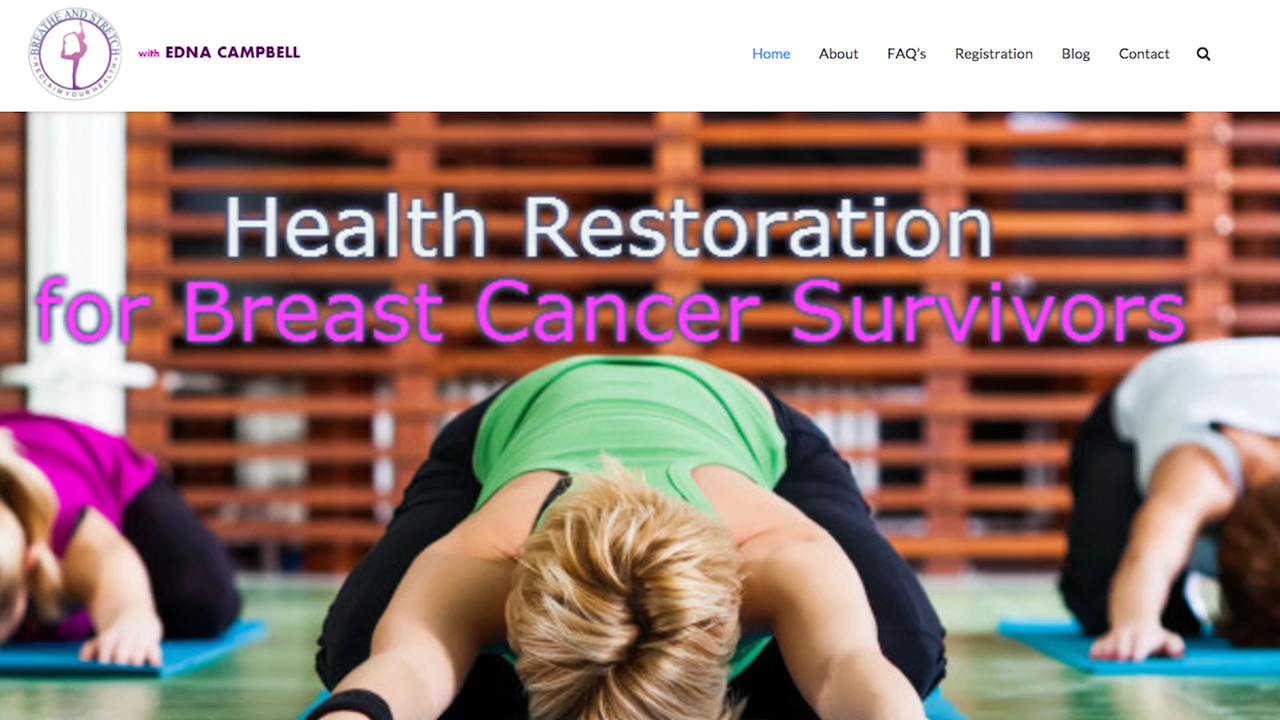 BREATHE AND STRETCH
RECLAIM YOUR HEALTH
with EDNA CAMPBELL
Home About FAQ's Registration Blog Contact
Health Restoration
for Breast Cancer Survivors